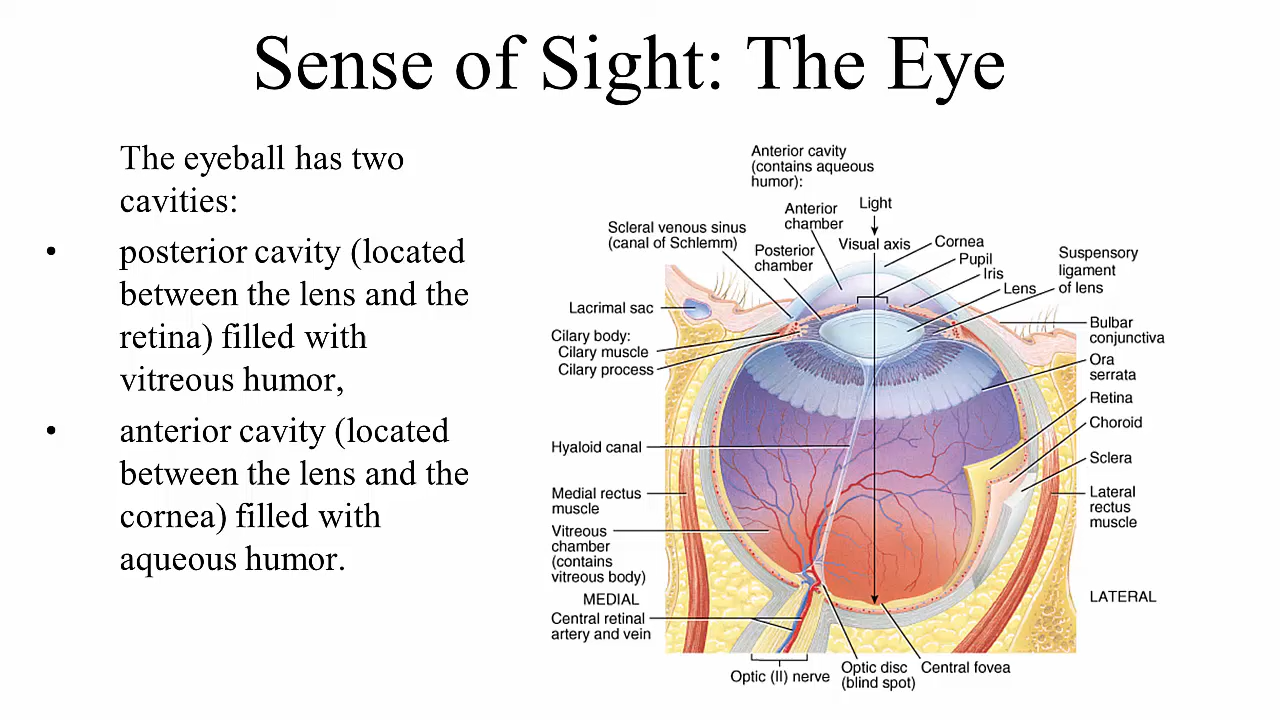 Sense of Sight: The Eye
The eyeball has two
cavities:
• posterior cavity (located
between the lens and the
retina) filled with
vitreous humor,
• anterior cavity (located
between the lens and the
cornea) filled with
aqueous humor.
Anterior cavity
(contains aqueous
humor):
Anterior
chamber
Light
Scleral venous sinus
(canal of Schlemm)
Posterior
chamber
Visual axis
Cornea
Pupil
Iris
Lens
Suspensory
ligament
of lens
Lacrimal sac
Cilary body:
Cilary muscle
Cilary process
Bulbar
conjunctiva
Ora
serrata
Retina
Choroid
Hyaloid canal
Sclera
Medial rectus
muscle
Lateral
rectus
muscle
Vitreous
chamber
(contains
vitreous body)
MEDIAL
LATERAL
Central retinal
artery and vein
Optic (II) nerve
Optic disc
(blind spot)
Central fovea